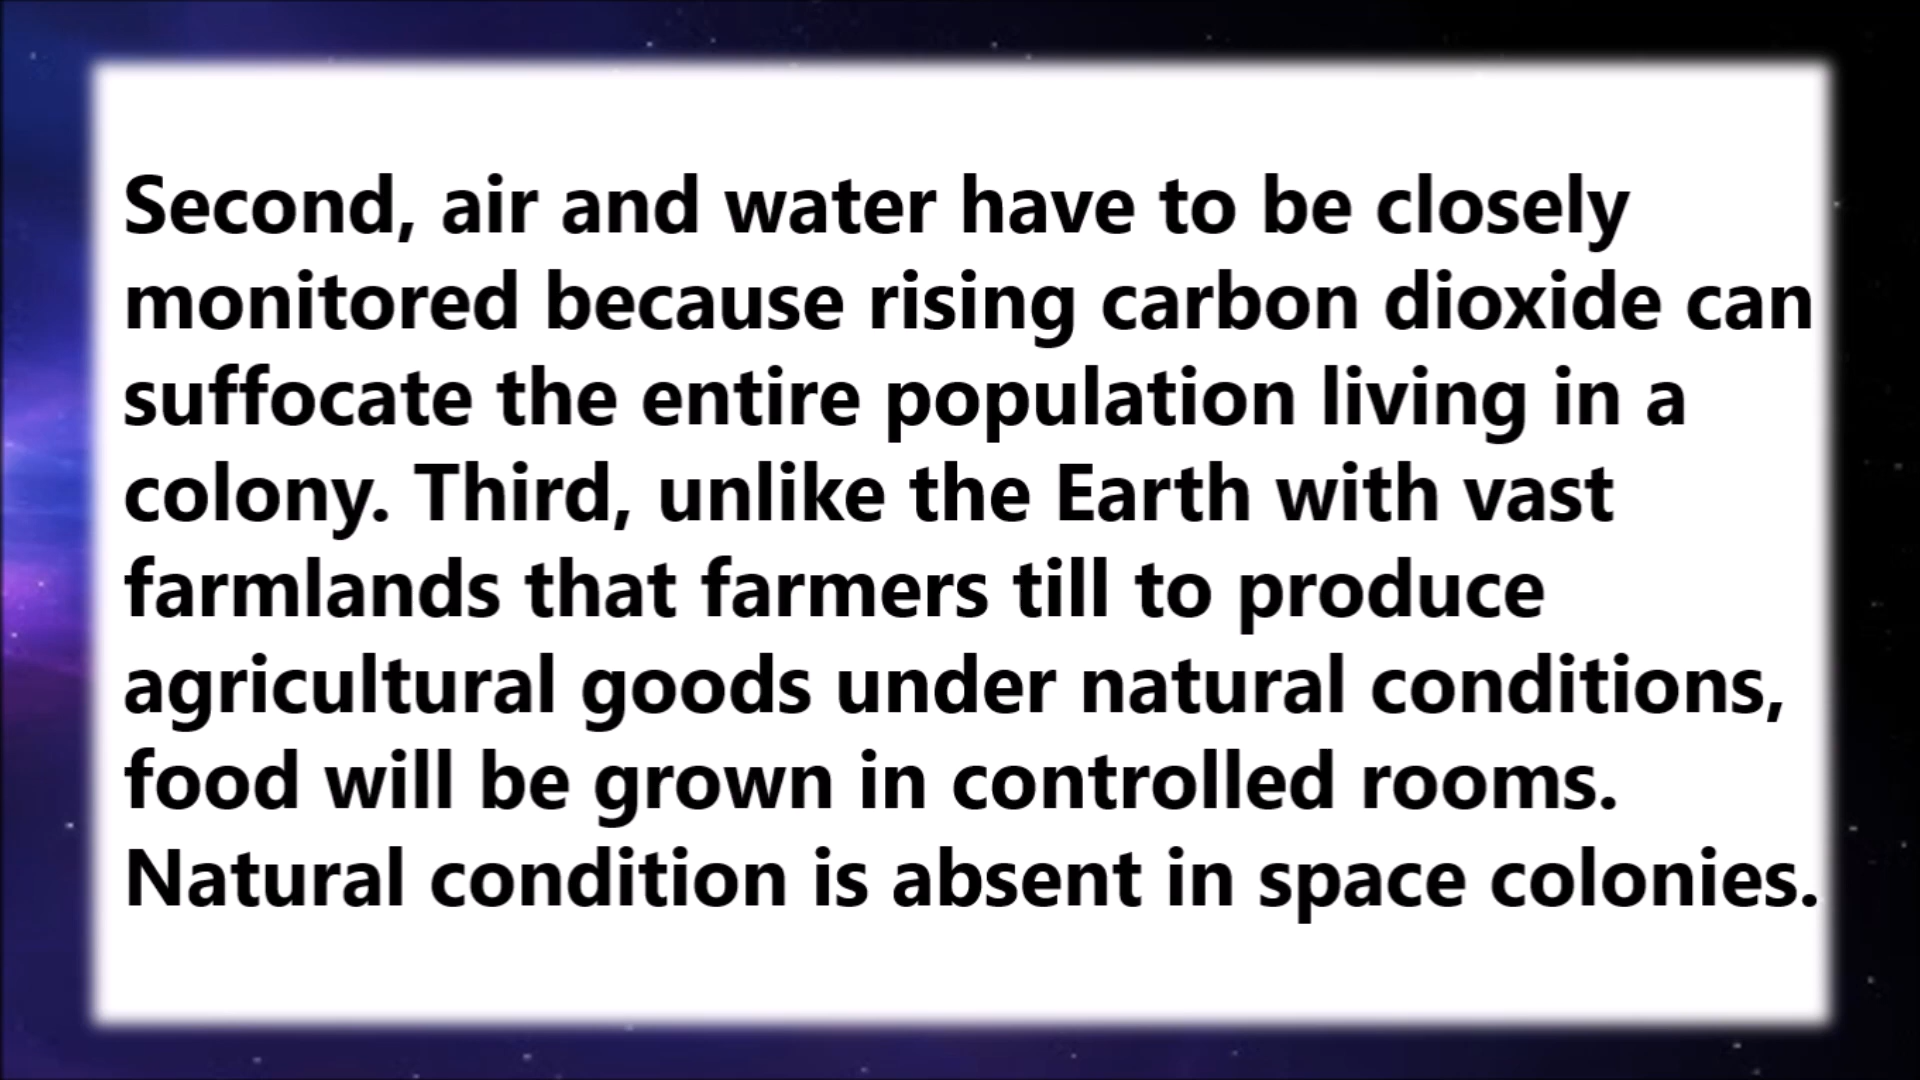 Second, air and water have to be closely
monitored because rising carbon dioxide can
suffocate the entire population living in a
colony. Third, unlike the Earth with vast
farmlands that farmers till to produce
agricultural goods under natural conditions,
food will be grown in controlled rooms.
Natural condition is absent in space colonies.